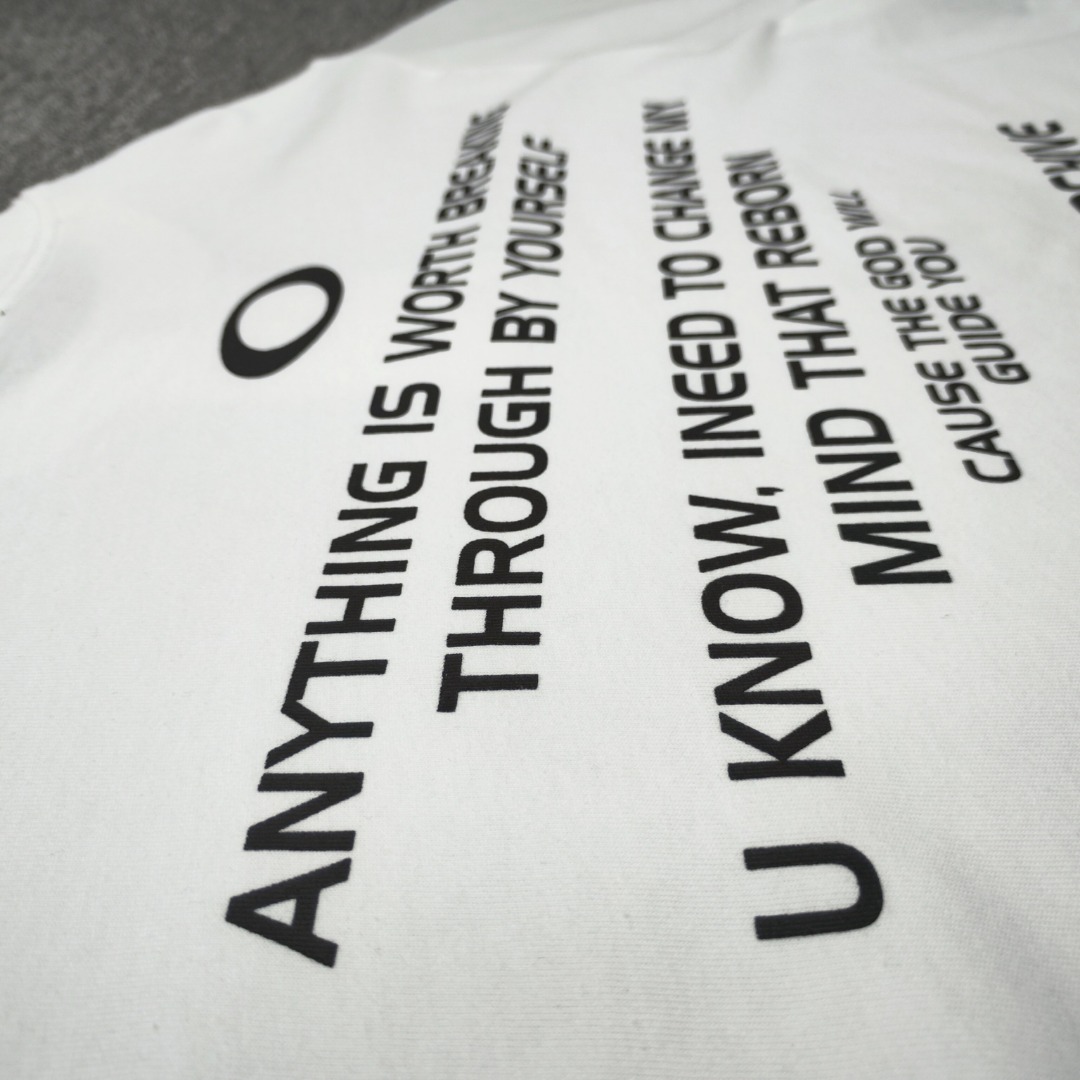 O
ANYTHING IS WORTH BREAKING
THROUGH BY YOURSELF
U KNOW, I NEED TO CHANGE MY
MIND THAT REBORN
CAUSE THE GOD WILL
GUIDE YOU